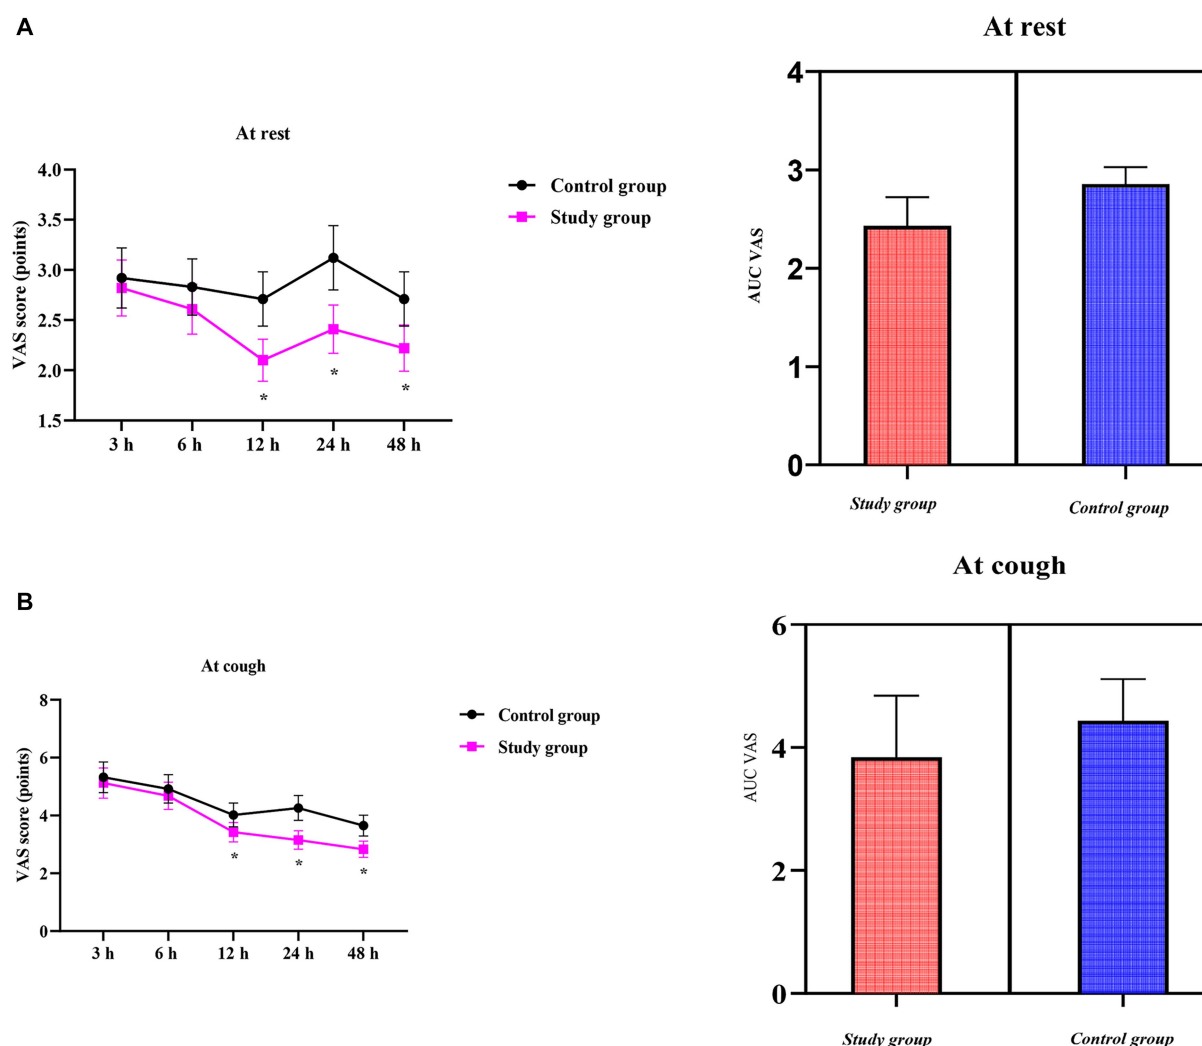 A
At rest
VAS score (points)
4.0
3.5
3.0
2.5
2.0
1.5
3 h
6 h
12 h
24 h
48 h
*
*
*
Control group
Study group
At rest
AUC VAS
4
3
2
1
0
Study group
Control group
B
At cough
VAS score (points)
8
6
4
2
0
3 h
6 h
12 h
24 h
48 h
*
*
*
Control group
Study group
At cough
AUC VAS
6
4
2
0
Study group
Control group